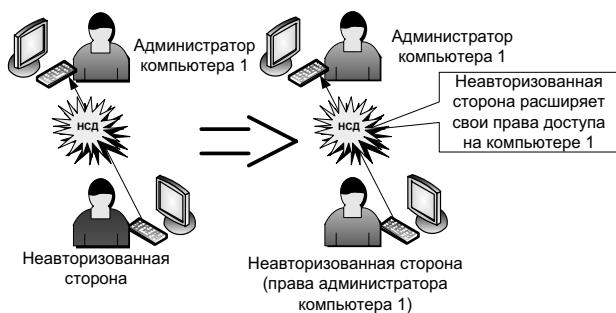 Администратор
компьютера 1
НСД
Неавторизованная
сторона
Администратор
компьютера 1
Неавторизованная
сторона расширяет
свои права доступа
на компьютере 1
НСД
Неавторизованная сторона
(права администратора
компьютера 1)